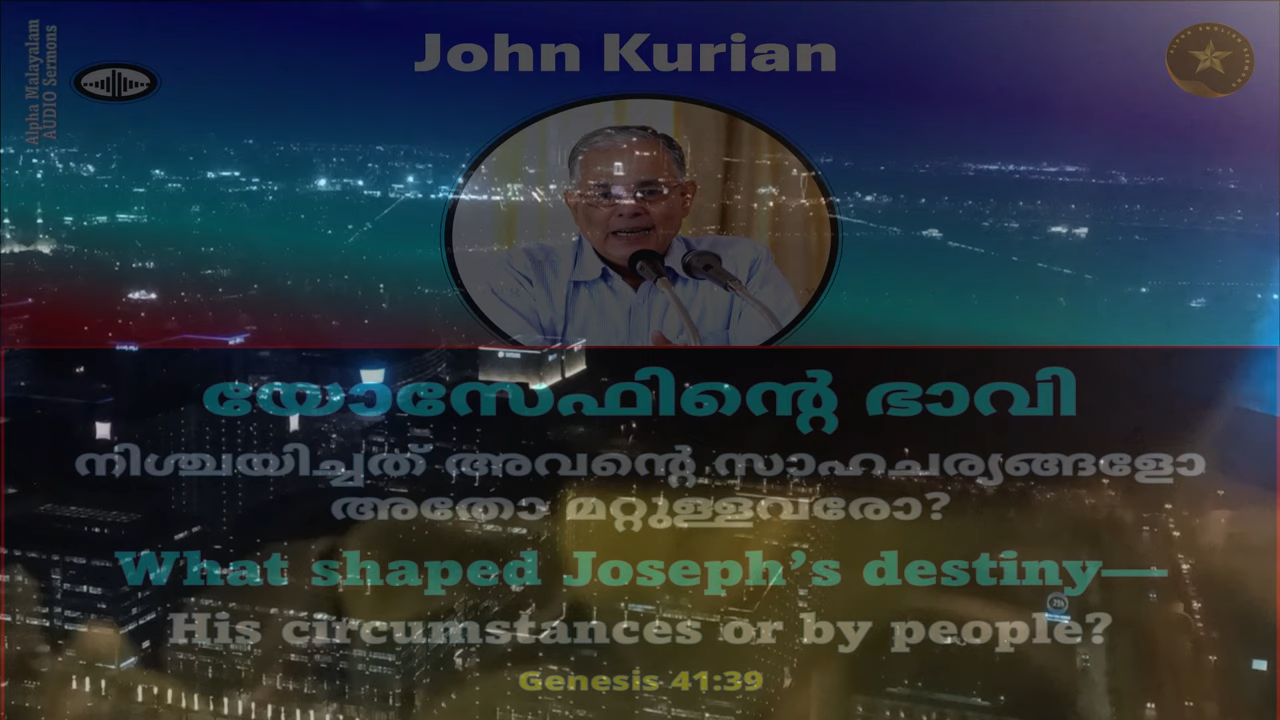 Alpha Malayalam
AUDIO Sermons
John Kurian
യോസേഫിന്റെ ഭാവി
നിശ്ചയിച്ചത് അവന്റെ സാഹചര്യങ്ങളോ
അതോ മറ്റുള്ളവരോ?
What shaped Joseph’s destiny—
His circumstances or by people?
Genesis 41:39